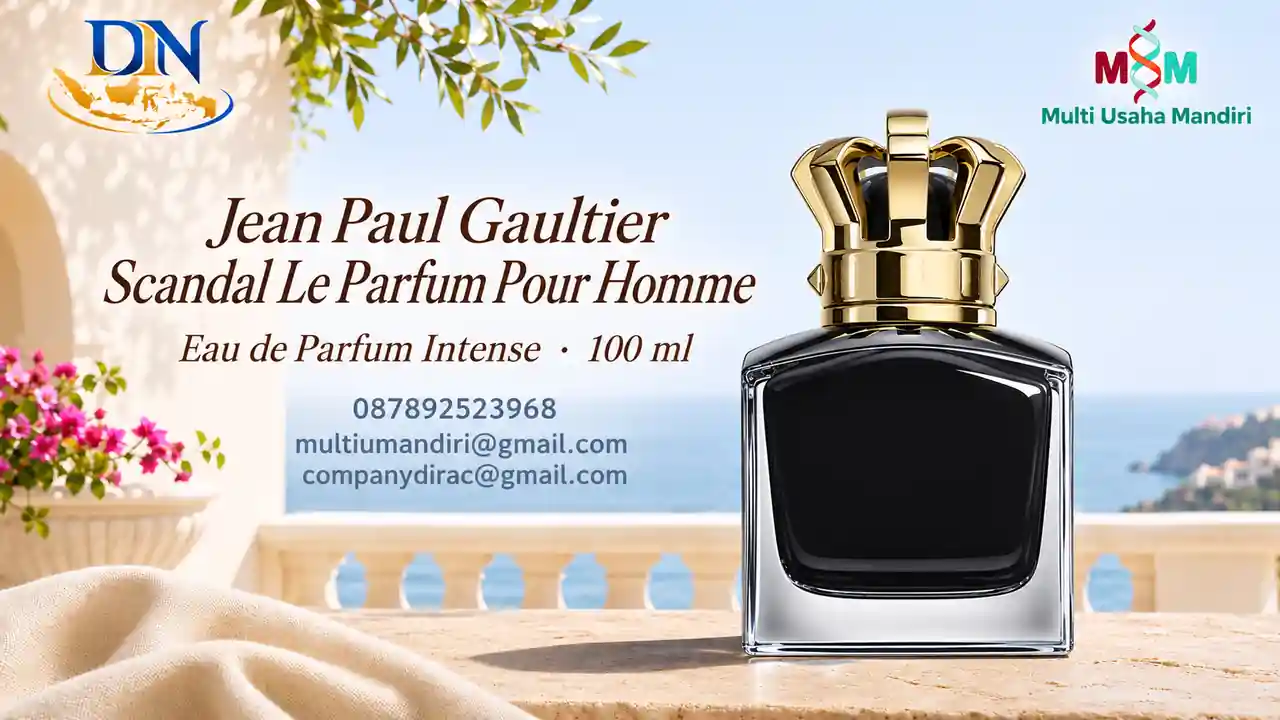 DN
MUM
Multi Usaha Mandiri
Jean Paul Gaultier
Scandal Le Parfum Pour Homme
Eau de Parfum Intense · 100 ml
087892523968
multiumandiri@gmail.com
companydirac@gmail.com